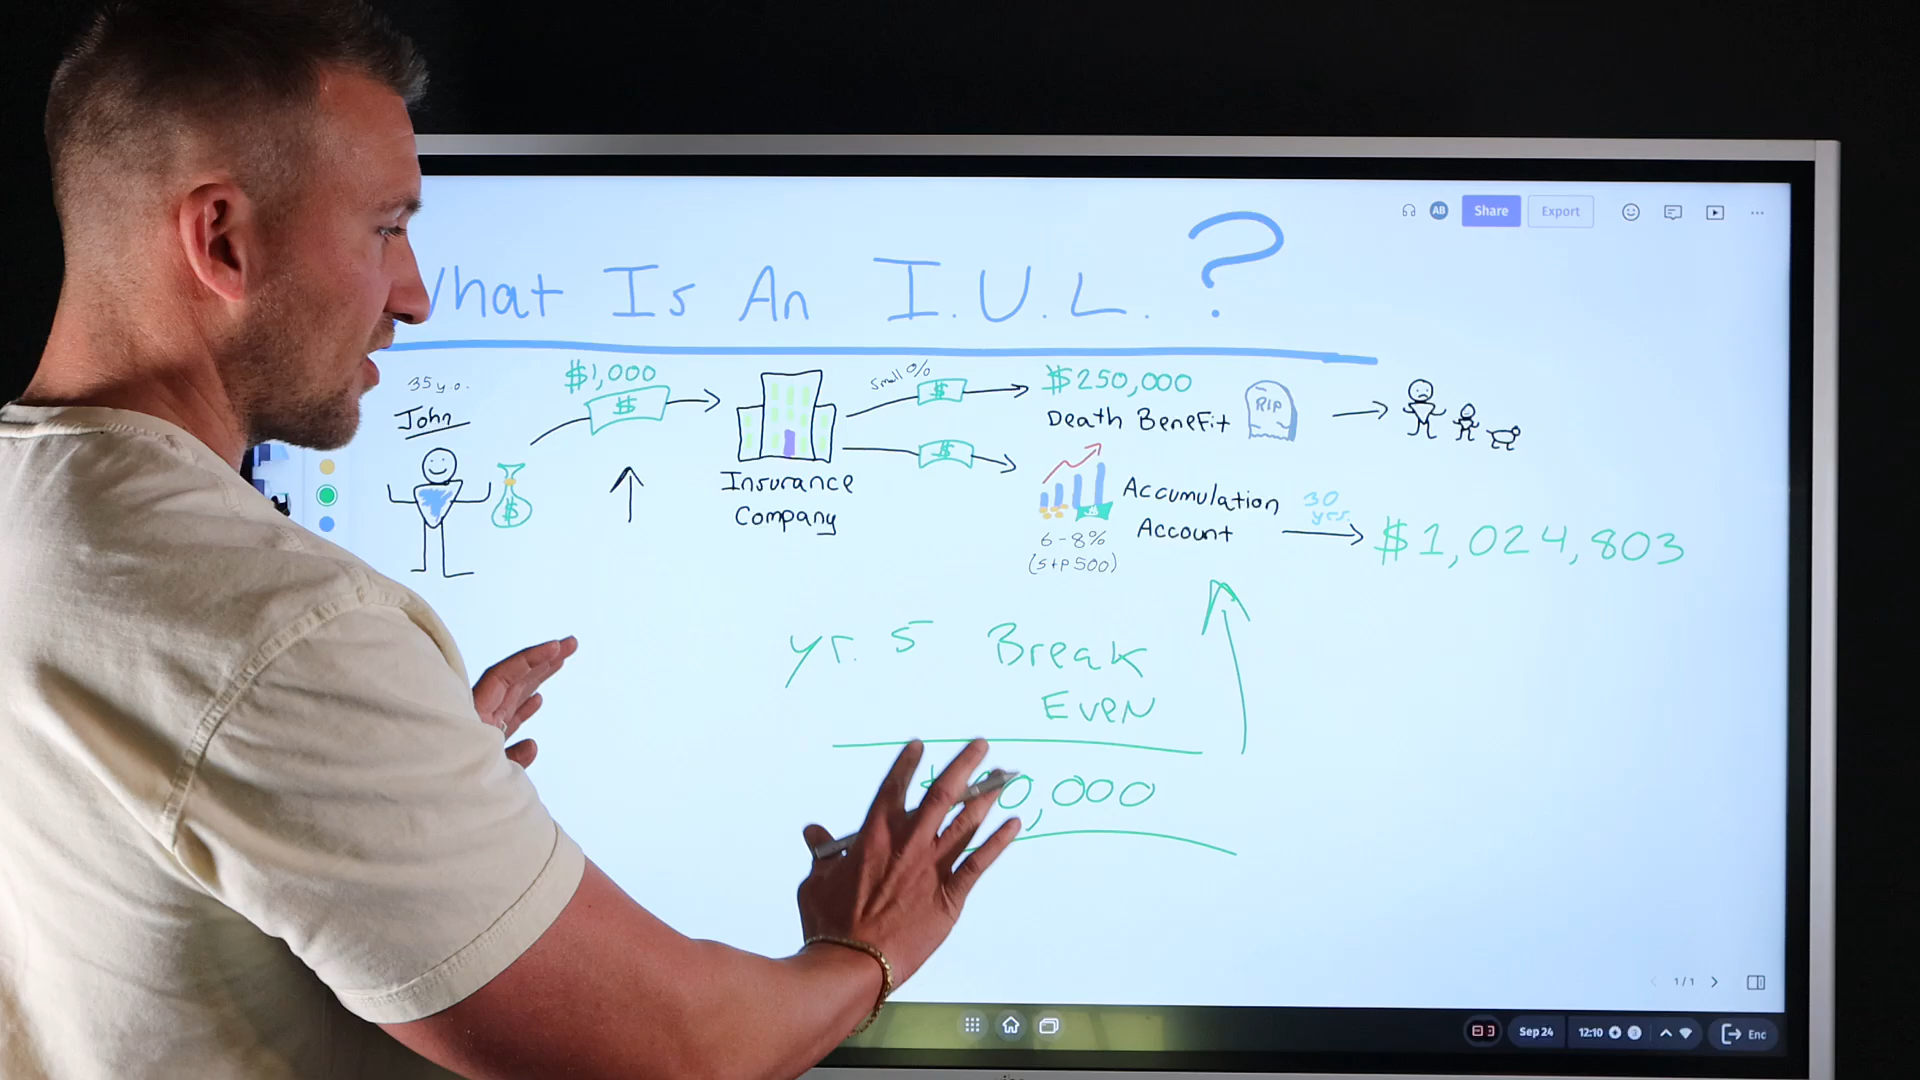 AB
Share
Export
What Is An I.U.L. ?
35 y.o.
John
$
$1,000
$
Insurance
Company
small %
$
$
$250,000
Death Benefit
RIP
Accumulation
Account
6-8%
(S+P 500)
30
yrs.
$1,024,803
yr. 5 Break
Even
0,000
1/1
Sep 24
12:10